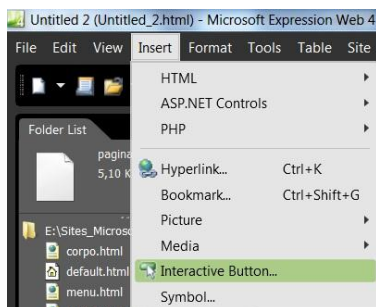 Untitled 2 (Untitled_2.html) - Microsoft Expression Web 4
File Edit View Insert Format Tools Table Site
HTML
ASP.NET Controls
PHP
Folder List
pagina
5,10 K
Hyperlink... Ctrl+K
Bookmark... Ctrl+Shift+G
Picture
Media
Interactive Button...
Symbol...
E:\Sites_Microso
corpo.html
default.html
menu.html